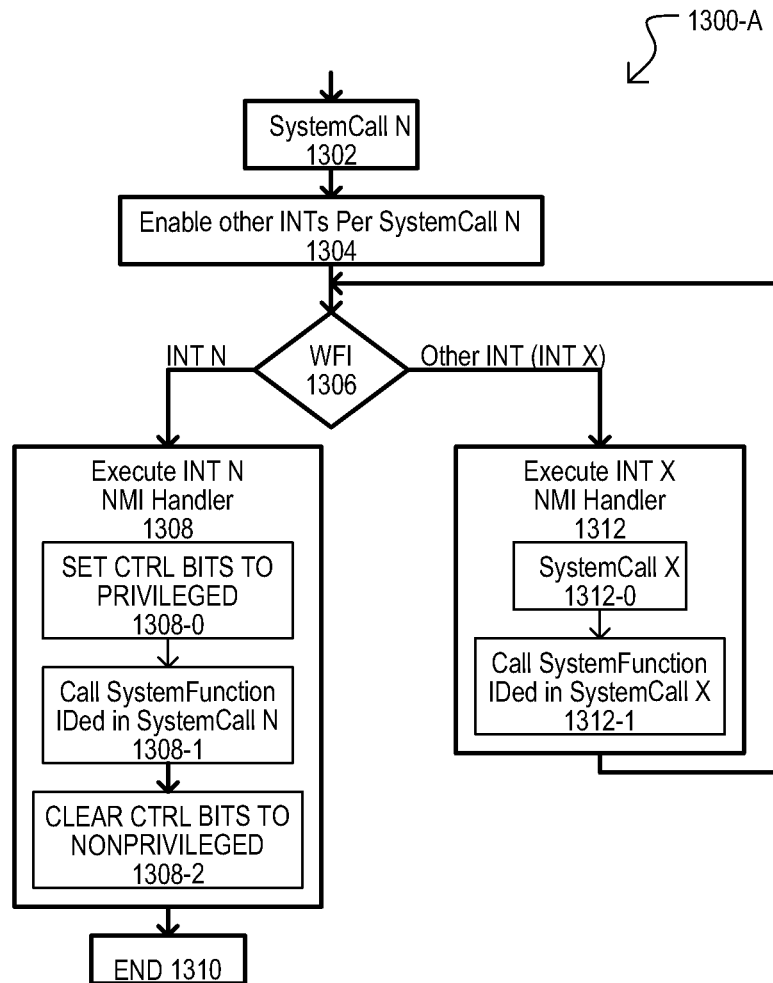 1300-A
SystemCall N
1302
Enable other INTs Per SystemCall N
1304
INT N
WFI
1306
Other INT (INT X)
Execute INT N
NMI Handler
1308
SET CTRL BITS TO
PRIVILEGED
1308-0
Call SystemFunction
IDed in SystemCall N
1308-1
CLEAR CTRL BITS TO
NONPRIVILEGED
1308-2
END 1310
Execute INT X
NMI Handler
1312
SystemCall X
1312-0
Call SystemFunction
IDed in SystemCall X
1312-1